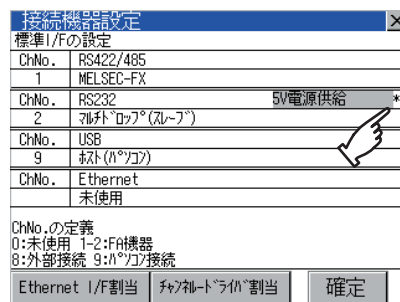 接続機器設定 ×
標準I/Fの設定
ChNo. RS422/485
1 MELSEC-FX
ChNo. RS232 5V電源供給 *
2 ﾏﾙﾁﾄﾞﾛｯﾌﾟ(ｽﾚｰﾌﾞ)
ChNo. USB
9 ﾎｽﾄ(ﾊﾟｿｺﾝ)
ChNo. Ethernet
未使用
ChNo.の定義
0:未使用 1-2:FA機器
8:外部接続 9:ﾊﾟｿｺﾝ接続
Ethernet I/F割当 ﾁｬﾝﾈﾙ-ﾄﾞﾗｲﾊﾞ割当 確定